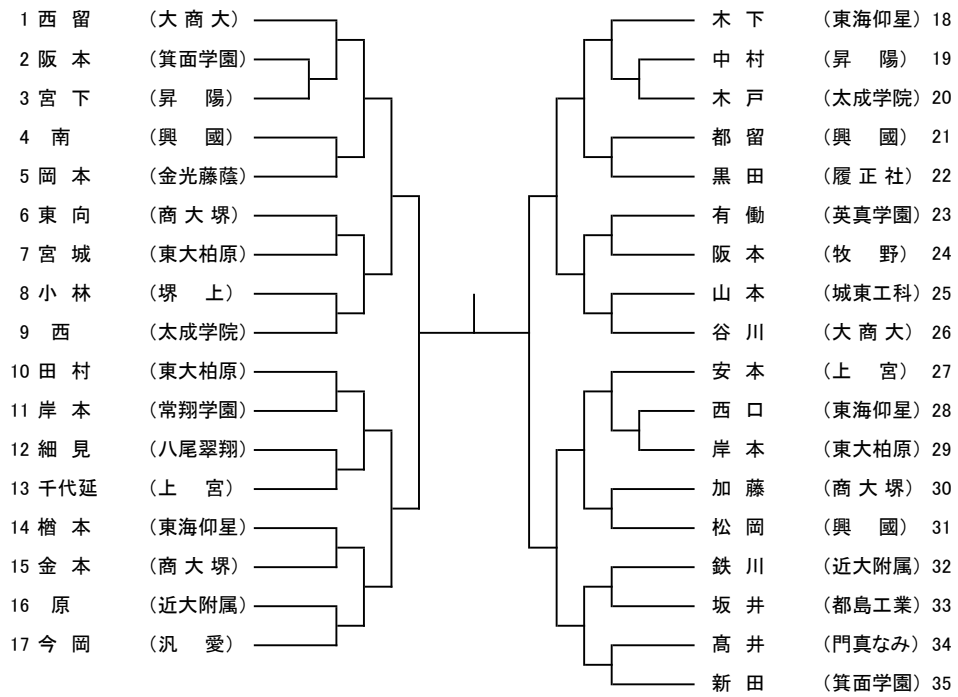 1 西 留 （大 商 大）
2 阪 本 （箕面学園）
3 宮 下 （昇 陽）
4 南 （興 國）
5 岡 本 （金光藤蔭）
6 東 向 （商 大 堺）
7 宮 城 （東大柏原）
8 小 林 （堺 上）
9 西 （太成学院）
10 田 村 （東大柏原）
11 岸 本 （常翔学園）
12 細 見 （八尾翠翔）
13 千代延 （上 宮）
14 楢 本 （東海仰星）
15 金 本 （商 大 堺）
16 原 （近大附属）
17 今 岡 （汎 愛）
木 下 （東海仰星） 18
中 村 （昇 陽） 19
木 戸 （太成学院） 20
都 留 （興 國） 21
黒 田 （履 正 社） 22
有 働 （英真学園） 23
阪 本 （牧 野） 24
山 本 （城東工科） 25
谷 川 （大 商 大） 26
安 本 （上 宮） 27
西 口 （東海仰星） 28
岸 本 （東大柏原） 29
加 藤 （商 大 堺） 30
松 岡 （興 國） 31
鉄 川 （近大附属） 32
坂 井 （都島工業） 33
髙 井 （門真なみ） 34
新 田 （箕面学園） 35